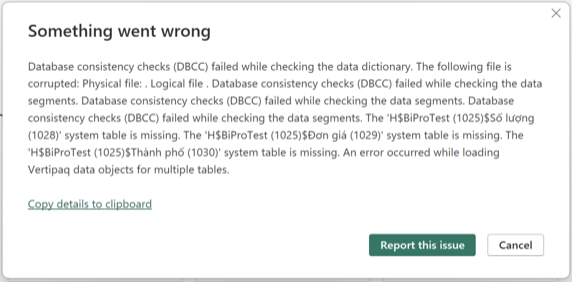 Something went wrong
Database consistency checks (DBCC) failed while checking the data dictionary. The following file is
corrupted: Physical file: . Logical file . Database consistency checks (DBCC) failed while checking the data
segments. Database consistency checks (DBCC) failed while checking the data segments. Database
consistency checks (DBCC) failed while checking the data segments. The 'H$BiProTest (1025)$Số lượng
(1028)' system table is missing. The 'H$BiProTest (1025)$Đơn giá (1029)' system table is missing. The
'H$BiProTest (1025)$Thành phố (1030)' system table is missing. An error occurred while loading
Vertipaq data objects for multiple tables.
Copy details to clipboard
Report this issue
Cancel